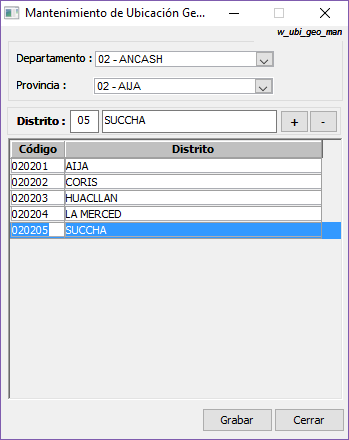 Mantenimiento de Ubicación Ge...
w_ubi_geo_man
Departamento : 02 - ANCASH
Provincia : 02 - AIJA
Distrito : 05 SUCCHA + -
Código Distrito
020201 AIJA
020202 CORIS
020203 HUACLLAN
020204 LA MERCED
020205 SUCCHA
Grabar Cerrar